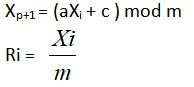 Xp+1 = (aXi + c ) mod m
Ri = Xi/m